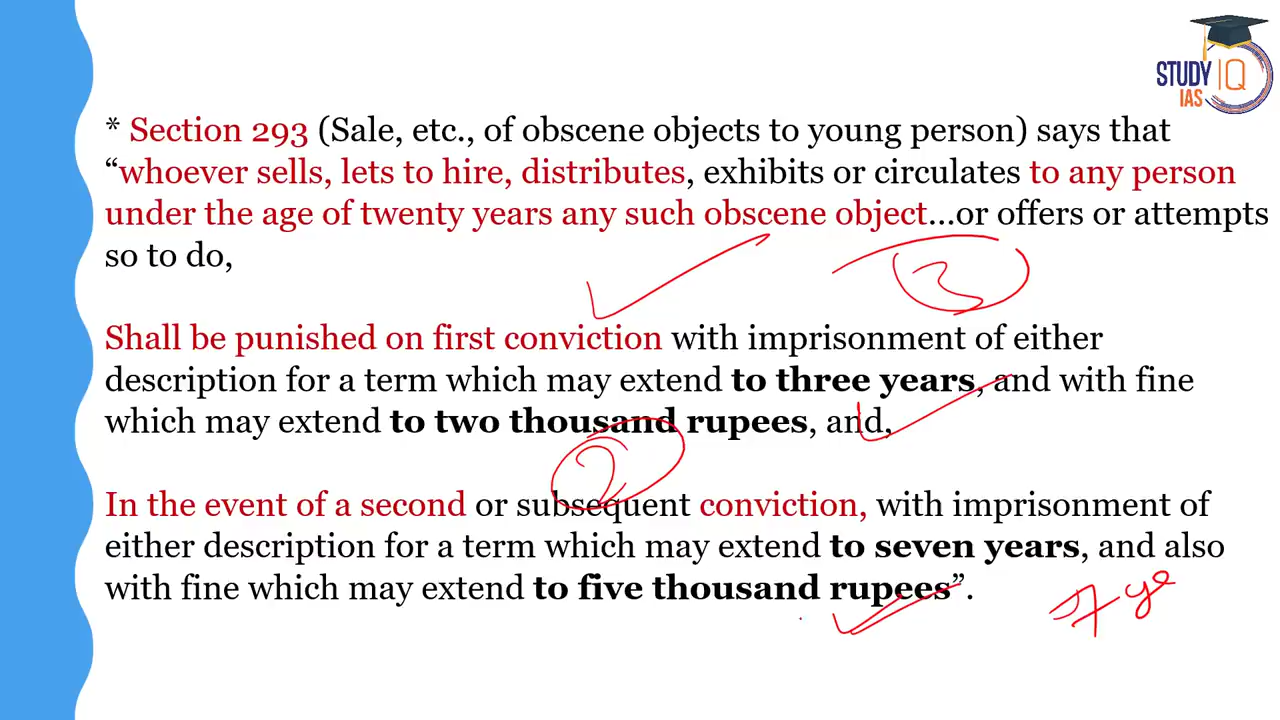 STUDY IQ
IAS
* Section 293 (Sale, etc., of obscene objects to young person) says that
“whoever sells, lets to hire, distributes, exhibits or circulates to any person
under the age of twenty years any such obscene object...or offers or attempts
so to do,
3
Shall be punished on first conviction with imprisonment of either
description for a term which may extend to three years, and with fine
which may extend to two thousand rupees, and,
2
In the event of a second or subsequent conviction, with imprisonment of
either description for a term which may extend to seven years, and also
with fine which may extend to five thousand rupees”.
7 ye